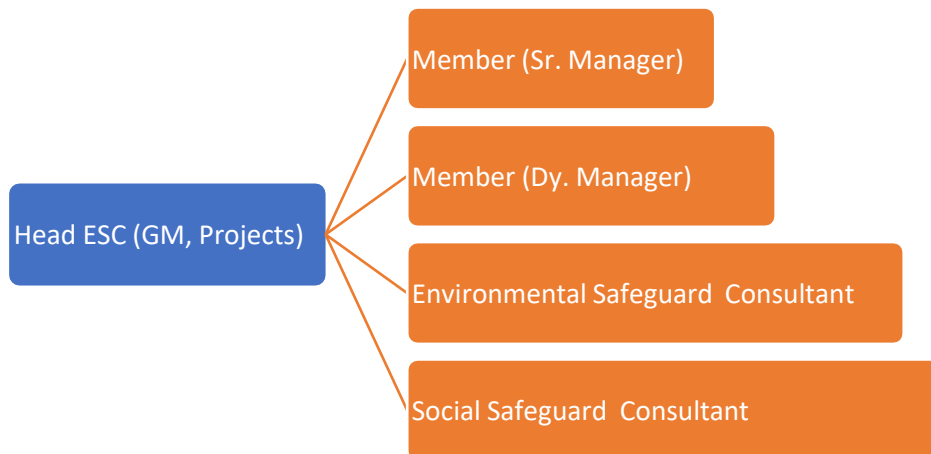 Member (Sr. Manager)
Member (Dy. Manager)
Head ESC (GM, Projects)
Environmental Safeguard  Consultant
Social Safeguard  Consultant